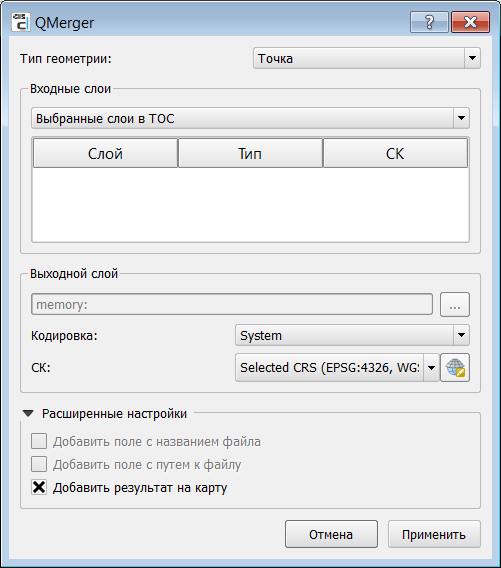 QMerger
Тип геометрии: Точка
Входные слои
Выбранные слои в TOC
Слой Тип СК
Выходной слой
memory: ...
Кодировка: System
СК: Selected CRS (EPSG:4326, WG
Расширенные настройки
Добавить поле с названием файла
Добавить поле с путем к файлу
Добавить результат на карту
Отмена Применить